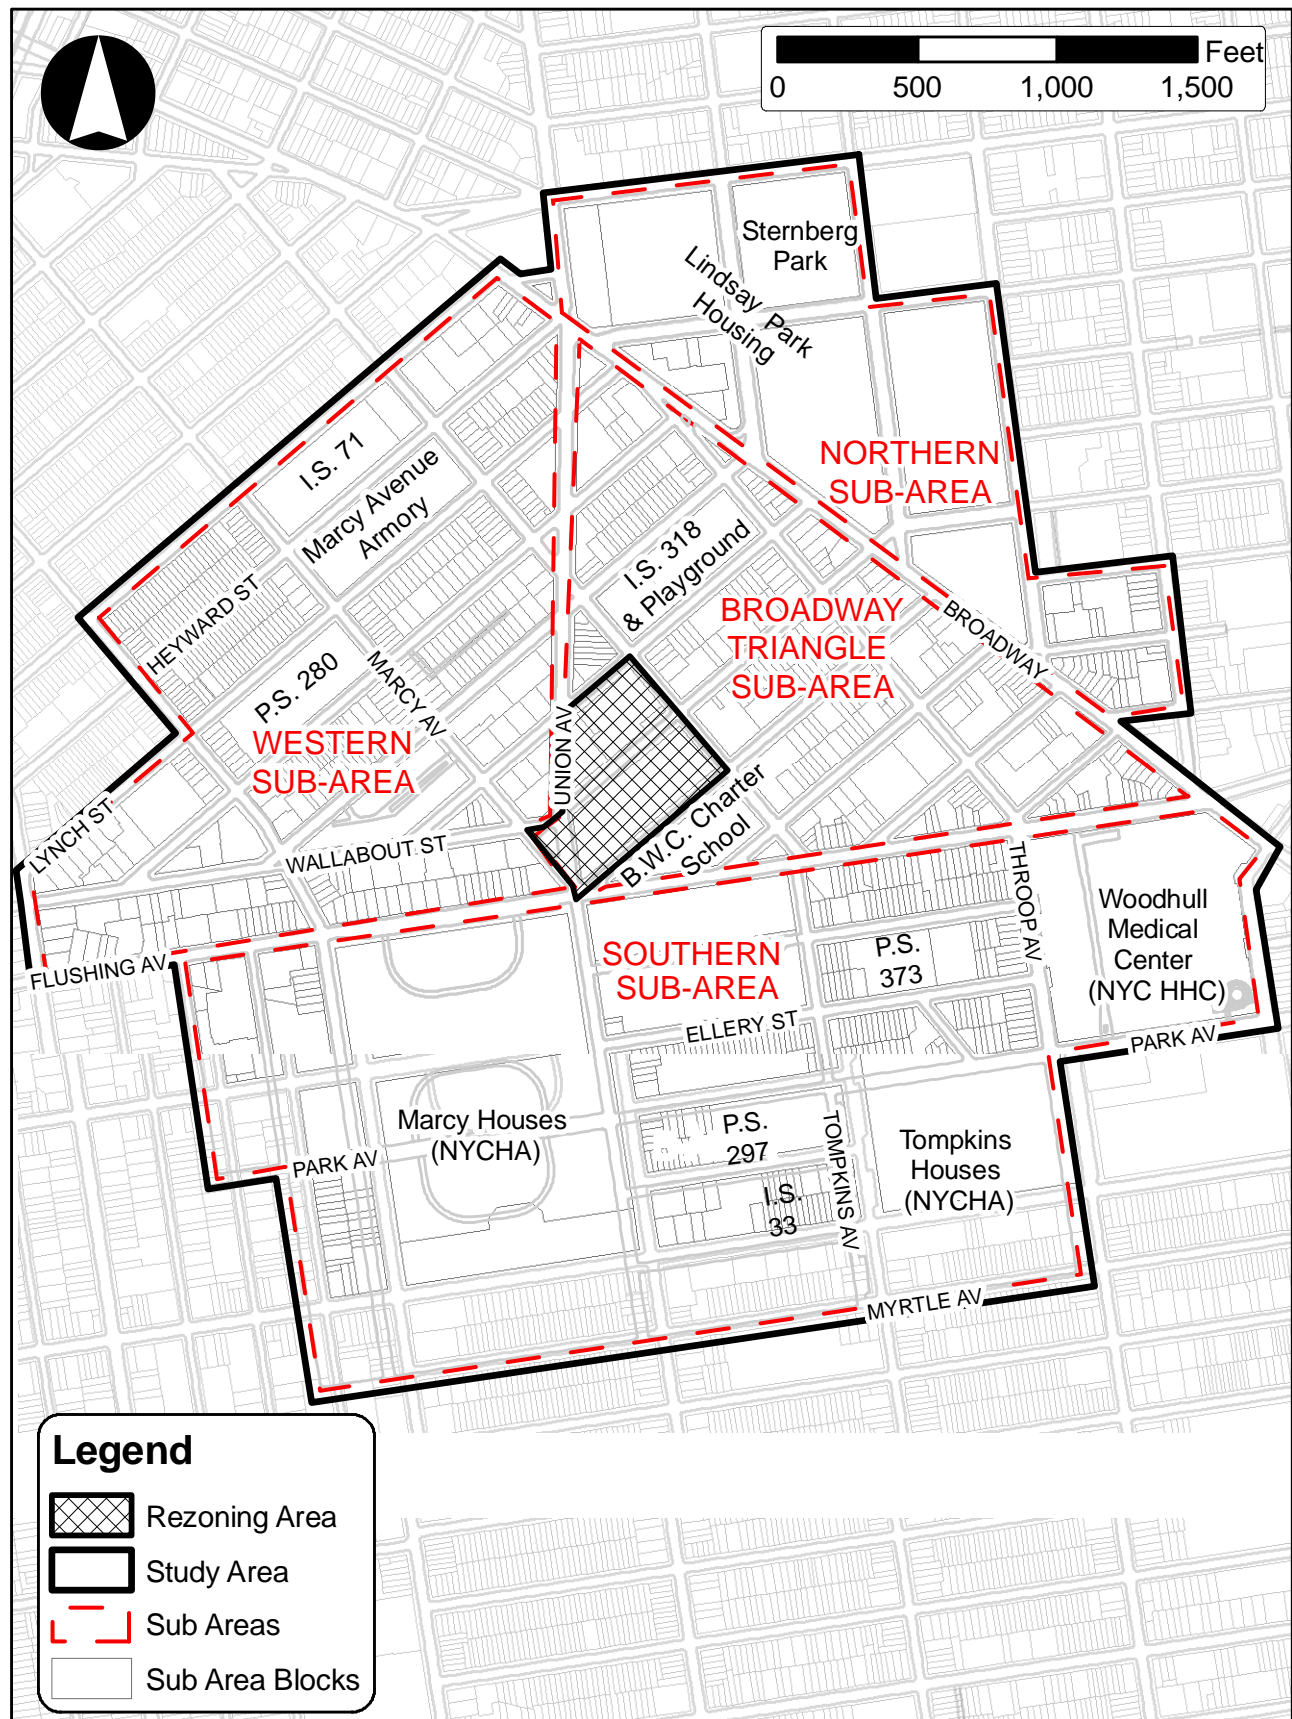 Feet
0 500 1,000 1,500
Sternberg
Park
Lindsay Park
Housing
I.S. 71
Marcy Avenue
Armory
NORTHERN
SUB-AREA
I.S. 318
& Playground
HEYWARD ST
BROADWAY
TRIANGLE
SUB-AREA
BROADWAY
P.S. 280
MARCY AV
WESTERN
SUB-AREA
UNION AV
LYNCH ST
WALLABOUT ST
B.W.C. Charter
School
THROOP AV
Woodhull
Medical
Center
(NYC HHC)
FLUSHING AV
SOUTHERN
SUB-AREA
P.S.
373
ELLERY ST
PARK AV
Marcy Houses
(NYCHA)
P.S.
297
TOMPKINS AV
Tompkins
Houses
(NYCHA)
PARK AV
I.S.
33
MYRTLE AV
Legend
Rezoning Area
Study Area
Sub Areas
Sub Area Blocks